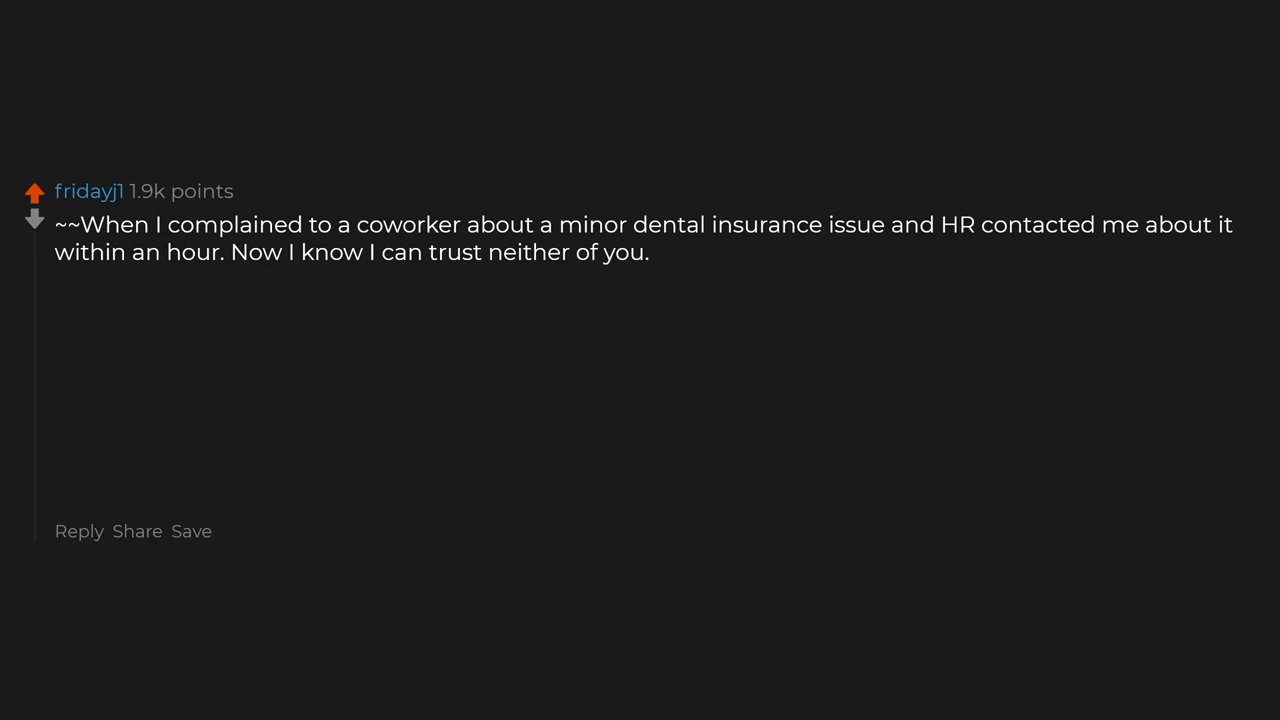 fridayj1 1.9k points
~~When I complained to a coworker about a minor dental insurance issue and HR contacted me about it
within an hour. Now I know I can trust neither of you.
Reply Share Save